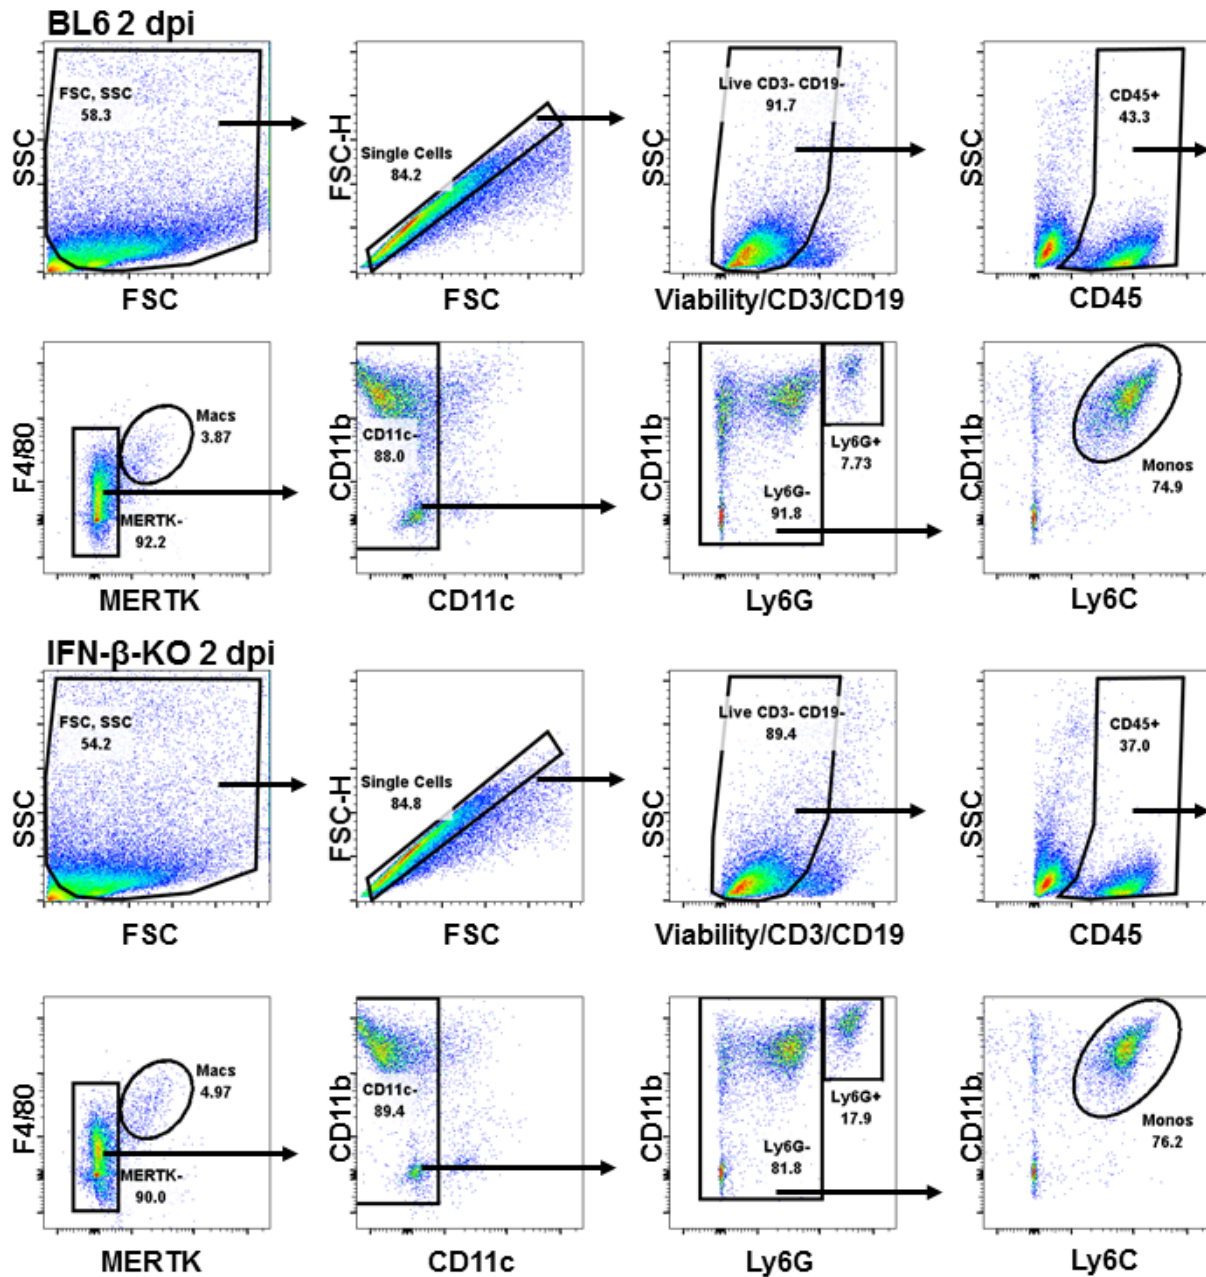 BL6 2 dpi
FSC, SSC
58.3
SSC
FSC
Single Cells
84.2
FSC-H
FSC
Live CD3- CD19-
91.7
SSC
Viability/CD3/CD19
CD45+
43.3
SSC
CD45
Macs
3.87
F4/80
MERTK-
92.2
MERTK
CD11c-
88.0
CD11b
CD11c
Ly6G+
7.73
Ly6G-
91.8
CD11b
Ly6G
Monos
74.9
CD11b
Ly6C
IFN-β-KO 2 dpi
FSC, SSC
54.2
SSC
FSC
Single Cells
84.8
FSC-H
FSC
Live CD3- CD19-
89.4
SSC
Viability/CD3/CD19
CD45+
37.0
SSC
CD45
Macs
4.97
F4/80
MERTK-
90.0
MERTK
CD11c-
89.4
CD11b
CD11c
Ly6G+
17.9
Ly6G-
81.8
CD11b
Ly6G
Monos
76.2
CD11b
Ly6C